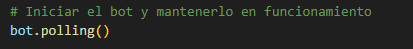 # Iniciar el bot y mantenerlo en funcionamiento
bot.polling()